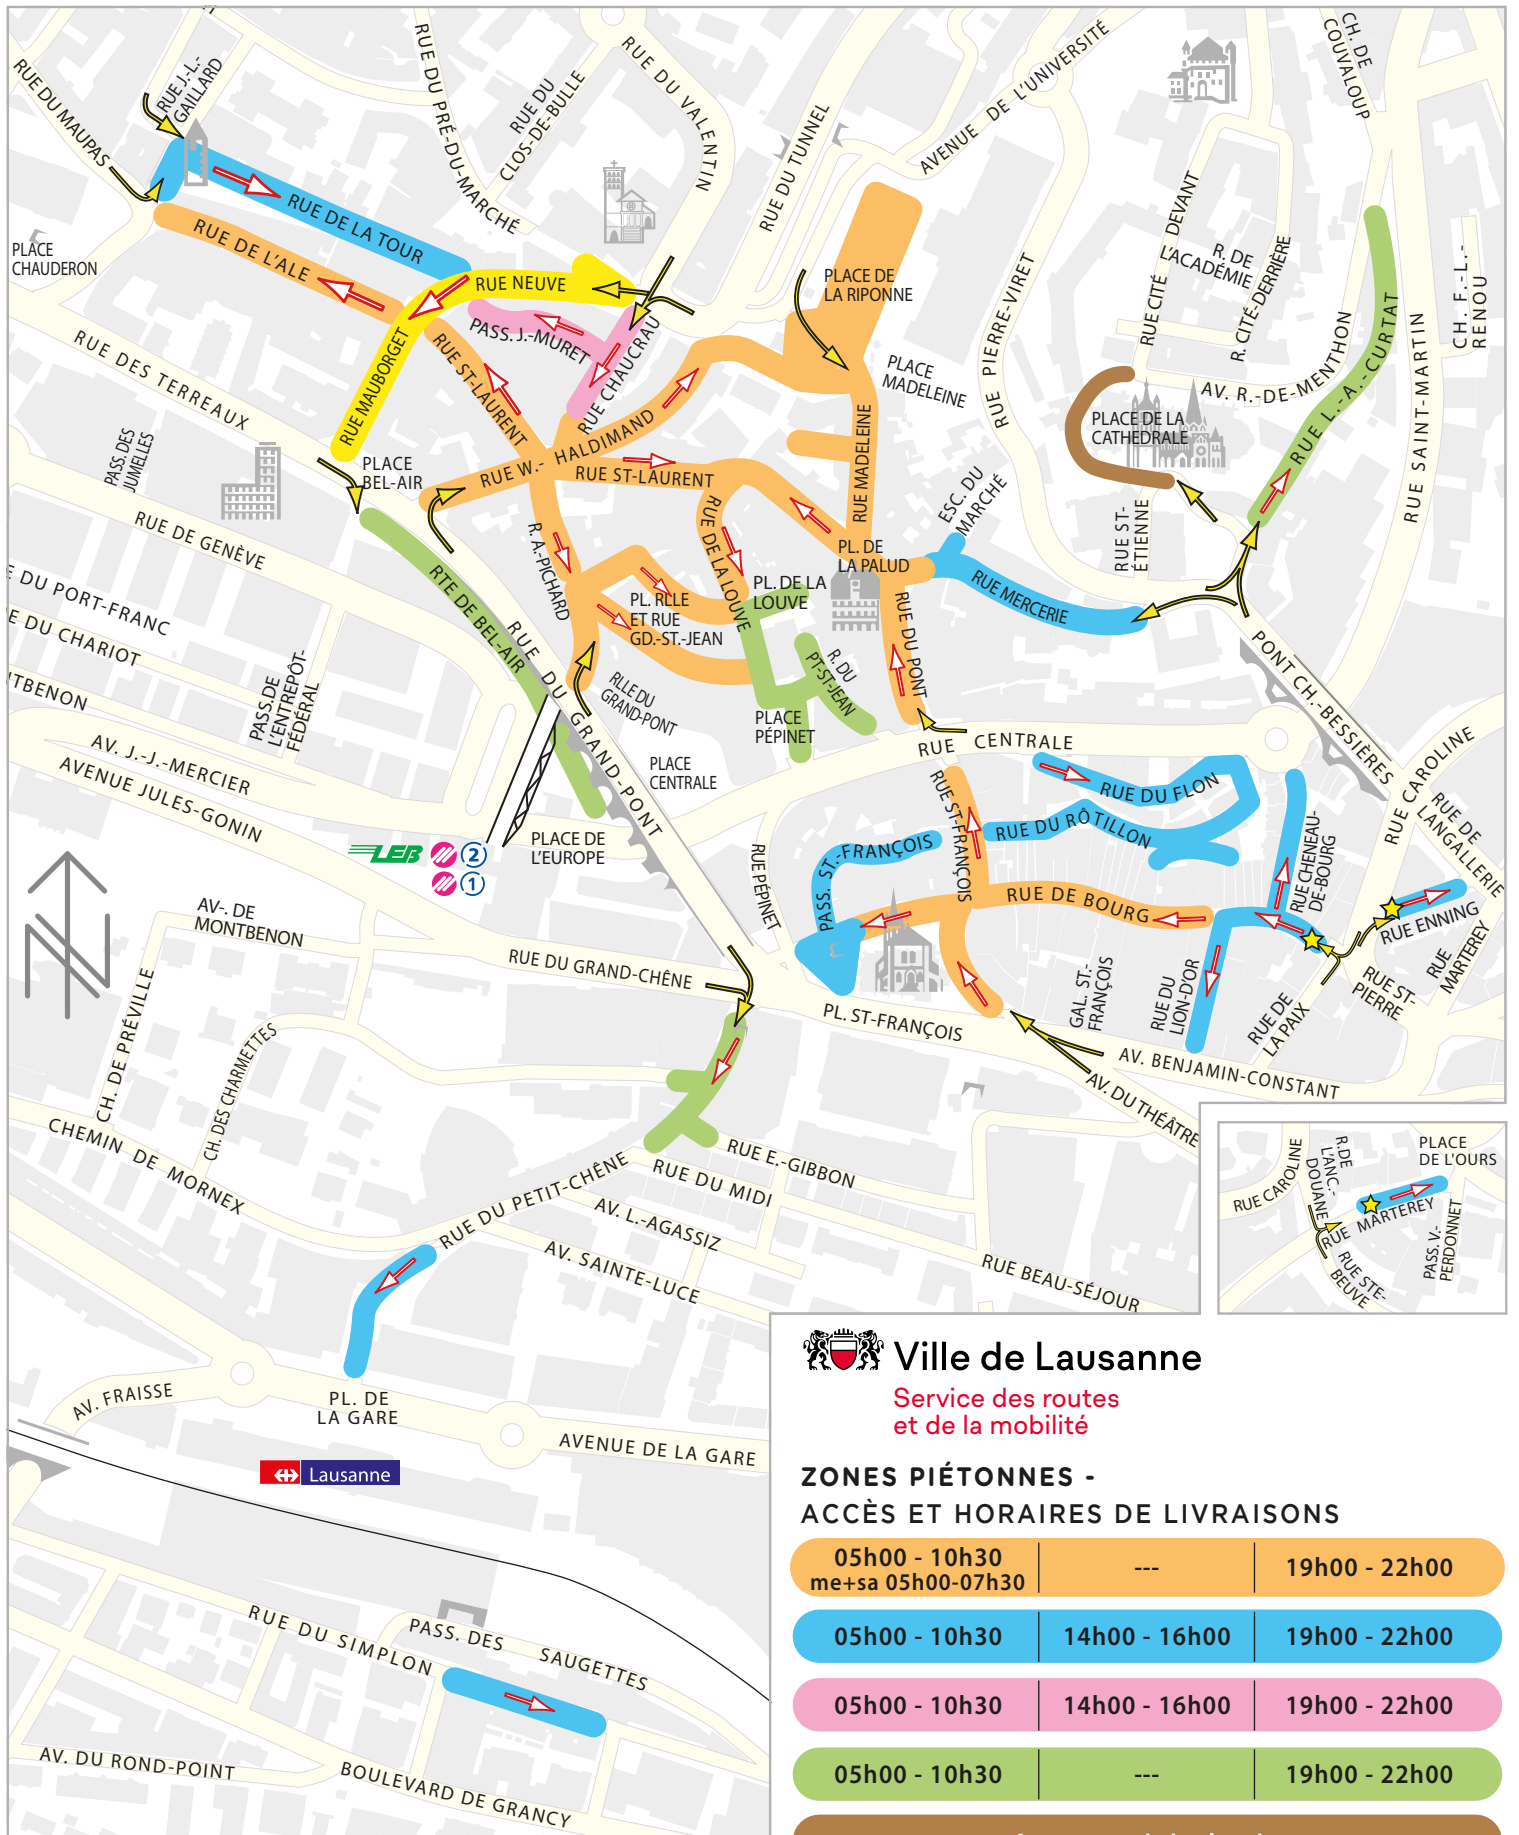 RUE DU MAUPAS
RUE J.-L.-
GAILLARD
RUE DU PRÉ-DU-MARCHÉ
RUE DU
CLOS-DE-BULLE
RUE DU VALENTIN
RUE DU TUNNEL
AVENUE DE L'UNIVERSITÉ
CH. DE
COUVALOUP
PLACE
CHAUDERON
RUE DE LA TOUR
RUE DE L'ALE
RUE NEUVE
PLACE DE
LA RIPONNE
RUE PIERRE-VIRET
RUE CITÉ DEVANT
R. DE
L'ACADÉMIE
R. CITÉ-DERRIÈRE
CH. F.-L.-
RENOU
RUE DES TERREAUX
RUE MAUBORGET
RUE ST-LAURENT
PASS. J.-MURET
RUE CHAUCRAU
PLACE
MADELEINE
AV. R.-DE-MENTHON
RUE L.-A.-CURTAT
RUE SAINT-MARTIN
PLACE DE LA
CATHEDRALE
PASS. DES
JUMELLES
PLACE
BEL-AIR
RUE W.- HALDIMAND
RUE ST-LAURENT
RUE MADELEINE
ESC. DU
MARCHÉ
RUE ST-
ÉTIENNE
RUE DE GENÈVE
R. A.-PICHARD
RUE DE LA LOUVE
PL. DE
LA PALUD
RUE MERCERIE
E DU PORT-FRANC
E DU CHARIOT
RTE DE BEL-AIR
RUE DU GRAND-PONT
PL. RLLE
ET RUE
GD.-ST.-JEAN
PL. DE LA
LOUVE
RUE DU PONT
R. DU
PT-ST-JEAN
PONT CH.-BESSIÈRES
TBENON
PASS.DE
L'ENTREPÔT-
FÉDÉRAL
RLLE DU
GRAND-PONT
PLACE
PÉPINET
AV. J.-J.-MERCIER
AVENUE JULES-GONIN
PLACE
CENTRALE
RUE CENTRALE
RUE CAROLINE
RUE DE
LANGALLERIE
LEB
2
1
PLACE DE
L'EUROPE
RUE PÉPINET
RUE ST-FRANÇOIS
RUE DU FLON
RUE DU RÔTILLON
PASS. ST.-FRANÇOIS
RUE CHENEAU-
DE-BOURG
RUE DE BOURG
RUE ENNING
RUE
MARTEREY
AV-. DE
MONTBENON
RUE DU GRAND-CHÊNE
PL. ST-FRANÇOIS
GAL. ST.-
FRANÇOIS
RUE DU
LION-D'OR
RUE DE
LA PAIX
RUE ST-
PIERRE
CH. DE PRÉVILLE
CH. DES CHARMETTES
AV. BENJAMIN-CONSTANT
AV. DU THÉÂTRE
CHEMIN DE MORNEX
RUE DU PETIT-CHÊNE
RUE E.-GIBBON
RUE DU MIDI
AV. L.-AGASSIZ
AV. SAINTE-LUCE
RUE BEAU-SÉJOUR
RUE CAROLINE
R.DE
L'ANC.-
DOUANE
PLACE
DE L'OURS
RUE MARTEREY
RUE STE-
BEUVE
PASS. V.-
PERDONNET
AV. FRAISSE
PL. DE
LA GARE
AVENUE DE LA GARE
Lausanne
RUE DU SIMPLON
PASS. DES SAUGETTES
AV. DU ROND-POINT
BOULEVARD DE GRANCY
Ville de Lausanne
Service des routes
et de la mobilité
ZONES PIÉTONNES -
ACCÈS ET HORAIRES DE LIVRAISONS
05h00 - 10h30 --- 19h00 - 22h00
me+sa 05h00-07h30
05h00 - 10h30 14h00 - 16h00 19h00 - 22h00
05h00 - 10h30 14h00 - 16h00 19h00 - 22h00
05h00 - 10h30 --- 19h00 - 22h00